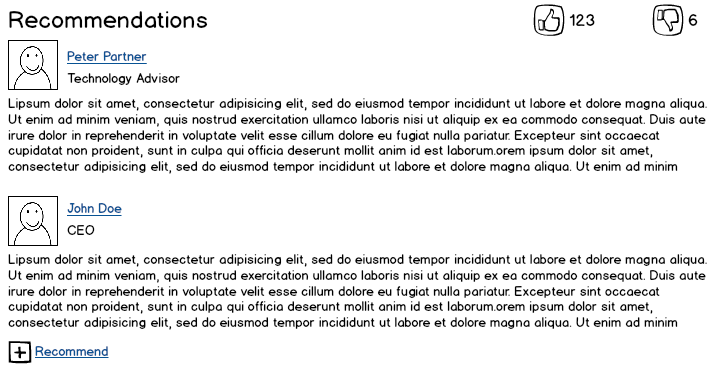 Recommendations 123 6
Peter Partner
Technology Advisor
Lipsum dolor sit amet, consectetur adipisicing elit, sed do eiusmod tempor incididunt ut labore et dolore magna aliqua.
Ut enim ad minim veniam, quis nostrud exercitation ullamco laboris nisi ut aliquip ex ea commodo consequat. Duis aute
irure dolor in reprehenderit in voluptate velit esse cillum dolore eu fugiat nulla pariatur. Excepteur sint occaecat
cupidatat non proident, sunt in culpa qui officia deserunt mollit anim id est laborum.orem ipsum dolor sit amet,
consectetur adipisicing elit, sed do eiusmod tempor incididunt ut labore et dolore magna aliqua. Ut enim ad minim
John Doe
CEO
Lipsum dolor sit amet, consectetur adipisicing elit, sed do eiusmod tempor incididunt ut labore et dolore magna aliqua.
Ut enim ad minim veniam, quis nostrud exercitation ullamco laboris nisi ut aliquip ex ea commodo consequat. Duis aute
irure dolor in reprehenderit in voluptate velit esse cillum dolore eu fugiat nulla pariatur. Excepteur sint occaecat
cupidatat non proident, sunt in culpa qui officia deserunt mollit anim id est laborum.orem ipsum dolor sit amet,
consectetur adipisicing elit, sed do eiusmod tempor incididunt ut labore et dolore magna aliqua. Ut enim ad minim
Recommend